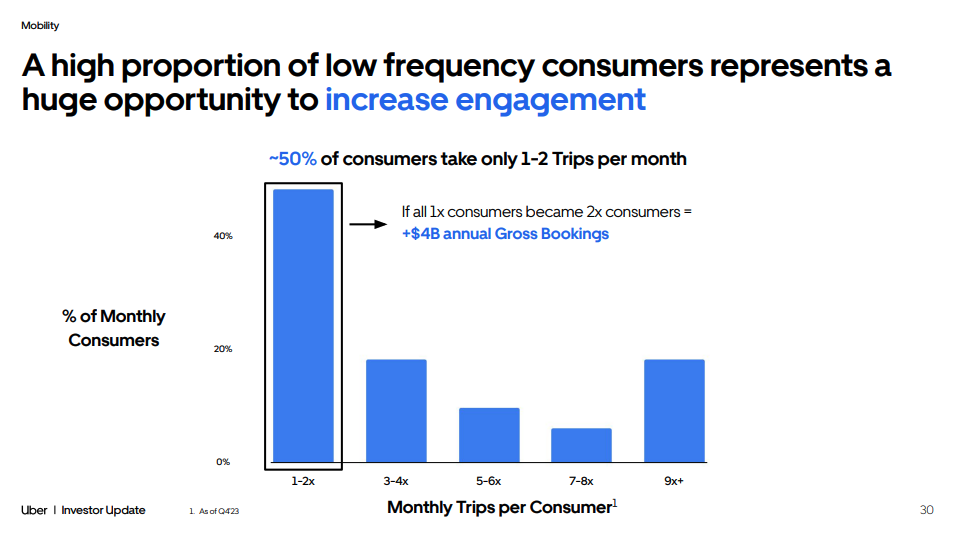 Mobility
A high proportion of low frequency consumers represents a
huge opportunity to increase engagement
~50% of consumers take only 1-2 Trips per month
If all 1x consumers became 2x consumers =
+$4B annual Gross Bookings
40%
% of Monthly
Consumers
20%
0%
1-2x
3-4x
5-6x
7-8x
9x+
Monthly Trips per Consumer¹
Uber | Investor Update
1. As of Q4'23
30